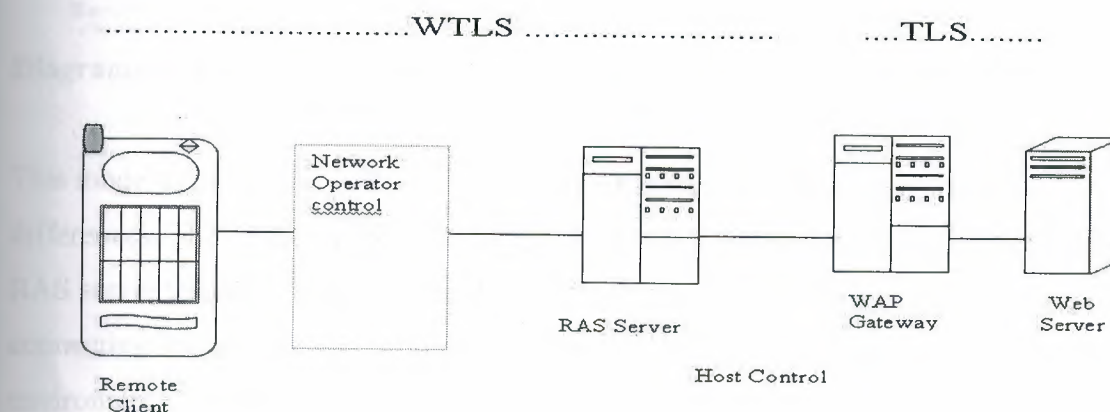 ............................WTLS ........................ ....TLS........
Network
Operator
control
RAS Server
WAP
Gateway
Web
Server
Host Control
Remote
Client